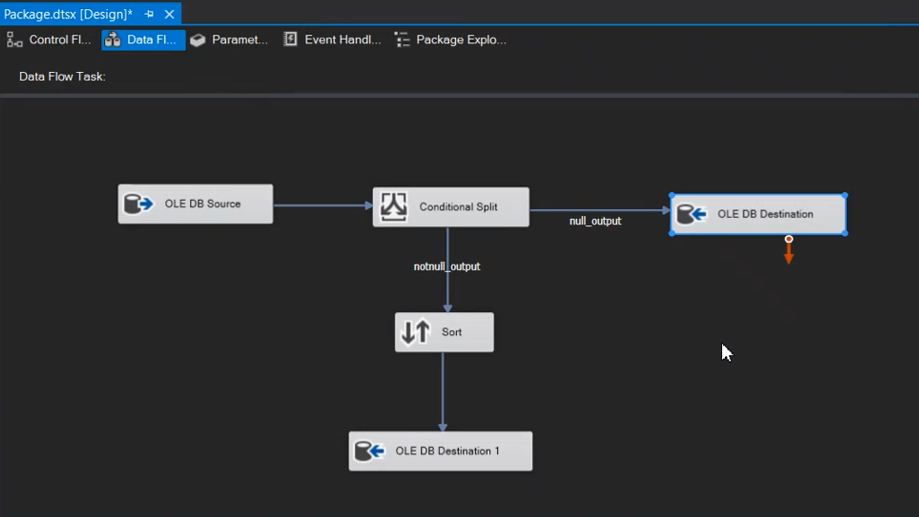 Package.dtsx [Design]*
Control Fl... Data Fl... Paramet... Event Handl... Package Explo...
Data Flow Task:
OLE DB Source
Conditional Split
OLE DB Destination
null_output
notnull_output
Sort
OLE DB Destination 1